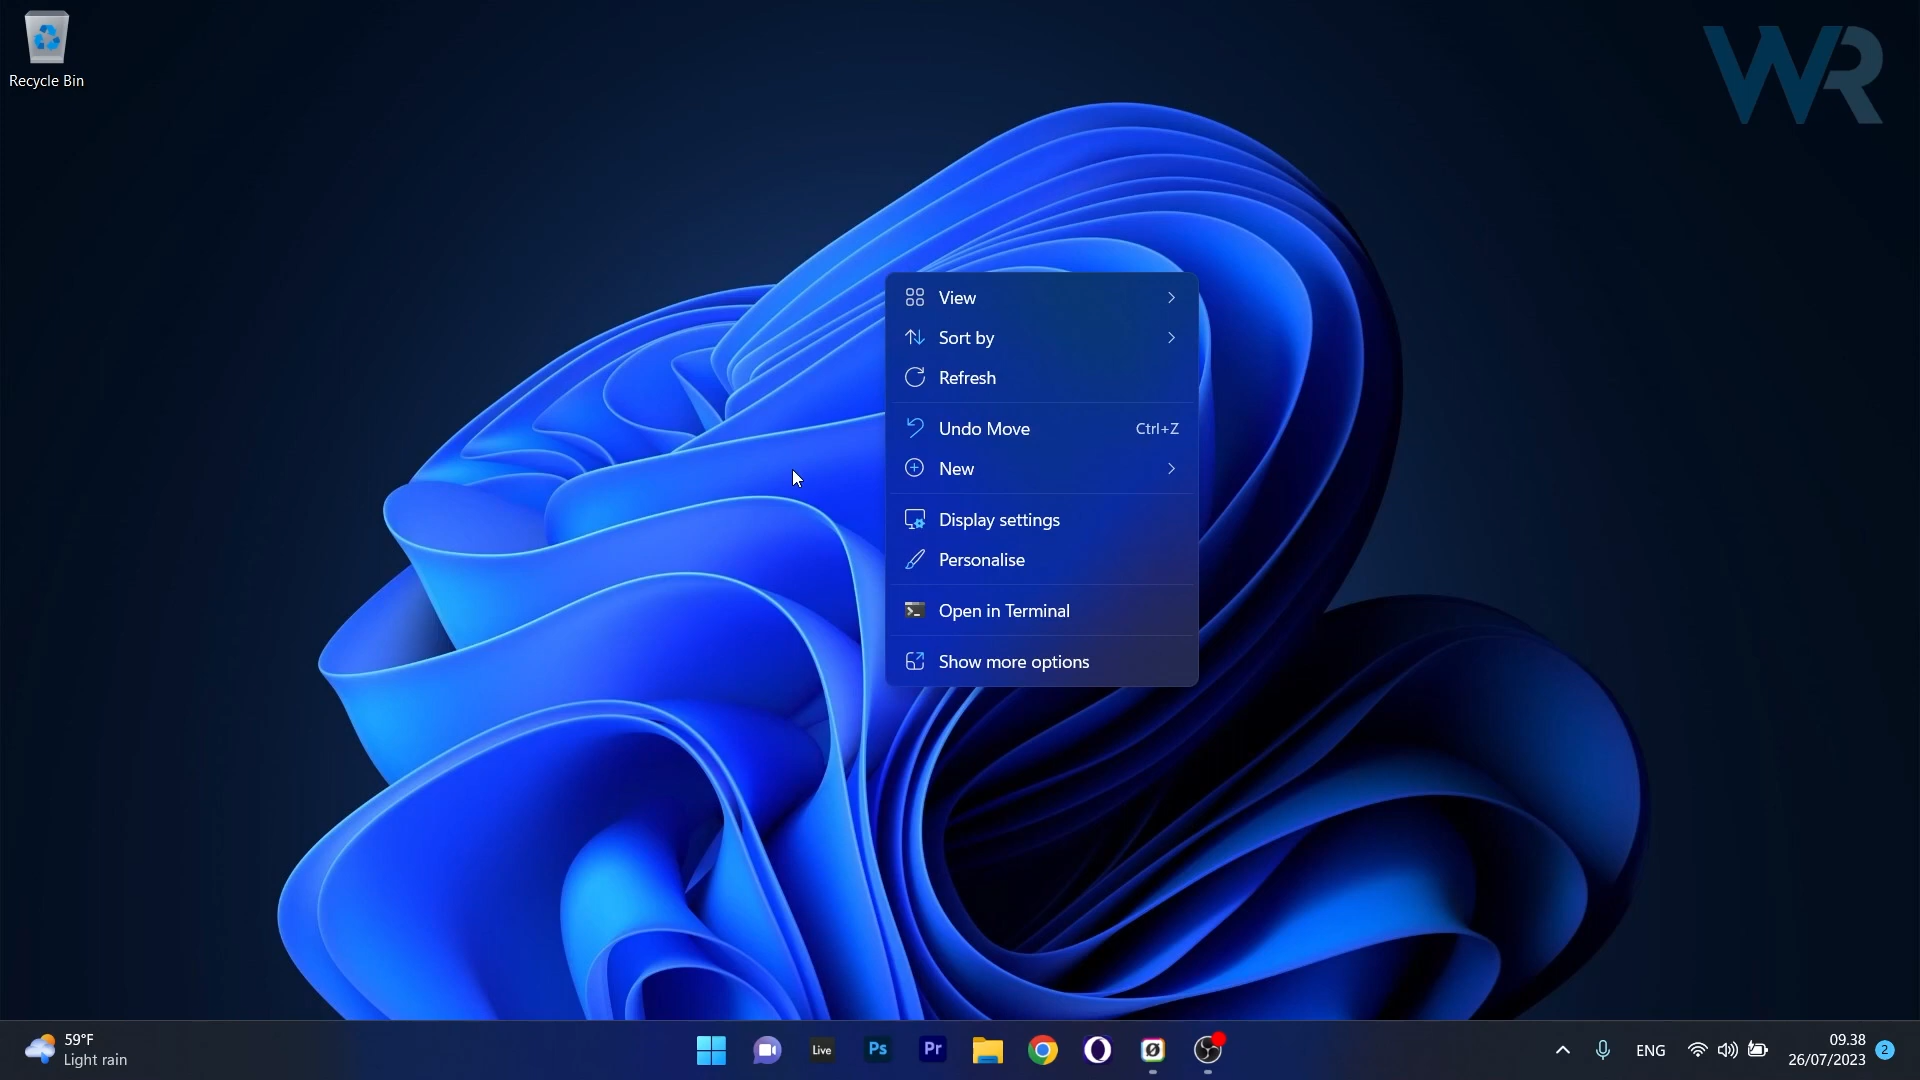 Recycle Bin
WR
View
Sort by
Refresh
Undo Move Ctrl+Z
New
Display settings
Personalise
Open in Terminal
Show more options
59°F
Light rain
Live
Ps
Pr
ENG
09.38
26/07/2023
2